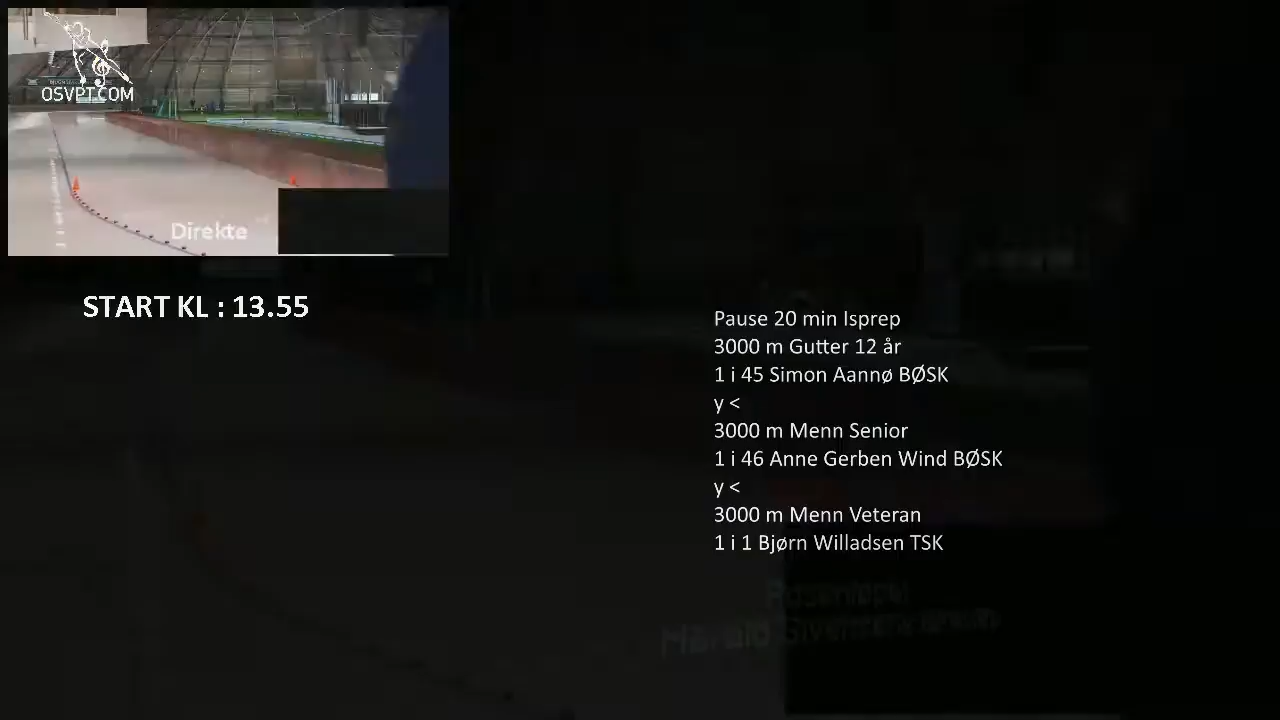 OSVPT.COM
Direkte
START KL : 13.55
Pause 20 min Isprep
3000 m Gutter 12 år
1 i 45 Simon Aannø BØSK
y <
3000 m Menn Senior
1 i 46 Anne Gerben Wind BØSK
y <
3000 m Menn Veteran
1 i 1 Bjørn Willadsen TSK
Harald